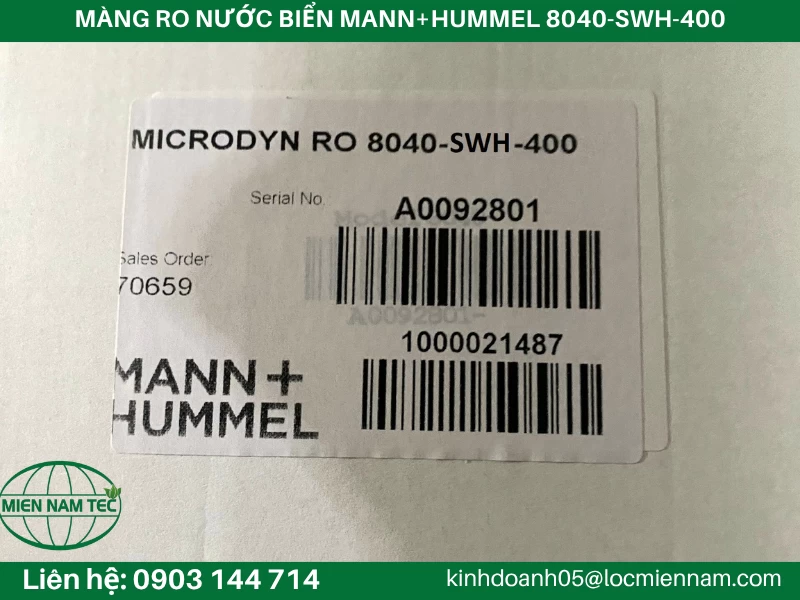 MÀNG RO NƯỚC BIỂN MANN+HUMMEL 8040-SWH-400
MICRODYN RO 8040-SWH-400
Serial No.
A0092801
Sales Order
70659
A0092801-
1000021487
MANN+
HUMMEL
MIEN NAM TEC
Liên hệ: 0903 144 714
kinhdoanh05@locmiennam.com